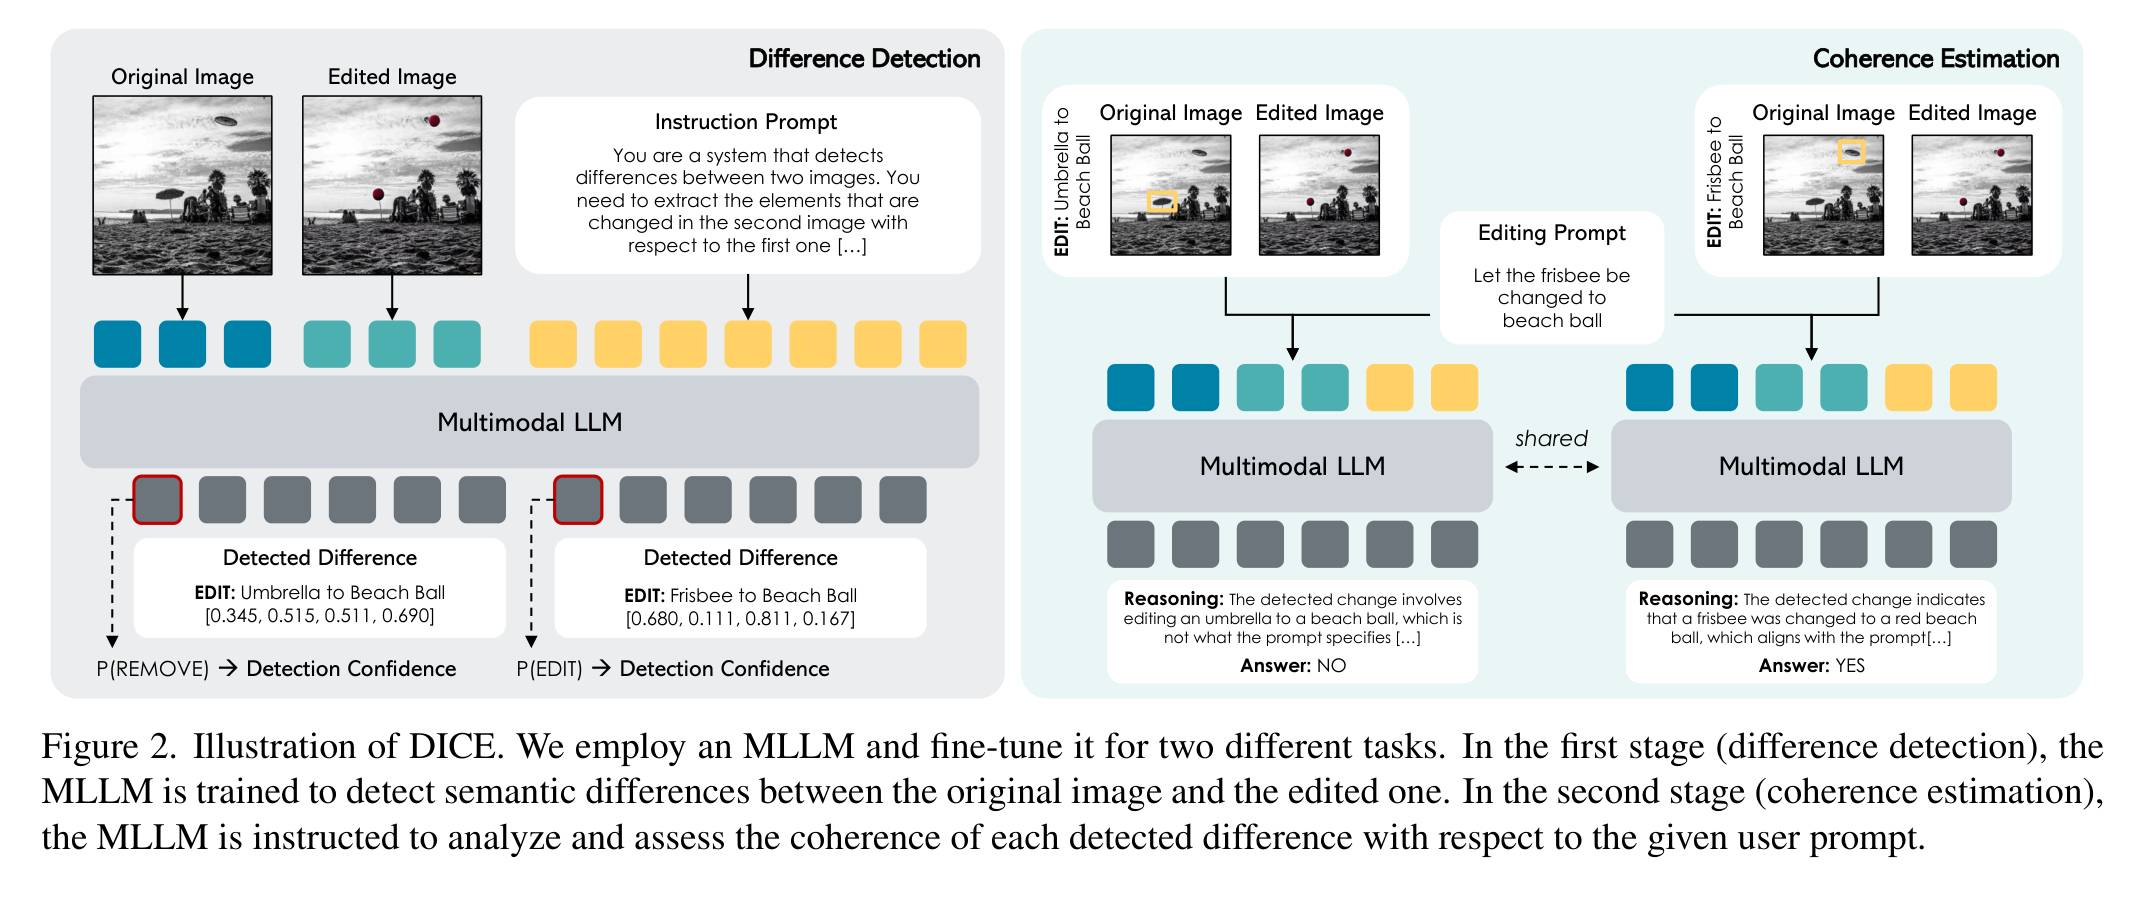 Difference Detection
Original Image
Edited Image
Instruction Prompt
You are a system that detects
differences between two images. You
need to extract the elements that are
changed in the second image with
respect to the first one [...]
Multimodal LLM
Detected Difference
EDIT: Umbrella to Beach Ball
[0.345, 0.515, 0.511, 0.690]
Detected Difference
EDIT: Frisbee to Beach Ball
[0.680, 0.111, 0.811, 0.167]
P(REMOVE) → Detection Confidence
P(EDIT) → Detection Confidence
Coherence Estimation
EDIT: Umbrella to
Beach Ball
Original Image
Edited Image
EDIT: Frisbee to
Beach Ball
Original Image
Edited Image
Editing Prompt
Let the frisbee be
changed to
beach ball
Multimodal LLM
shared
Multimodal LLM
Reasoning: The detected change involves
editing an umbrella to a beach ball, which is
not what the prompt specifies [...]
Answer: NO
Reasoning: The detected change indicates
that a frisbee was changed to a red beach
ball, which aligns with the prompt[...]
Answer: YES
Figure 2. Illustration of DICE. We employ an MLLM and fine-tune it for two different tasks. In the first stage (difference detection), the
MLLM is trained to detect semantic differences between the original image and the edited one. In the second stage (coherence estimation),
the MLLM is instructed to analyze and assess the coherence of each detected difference with respect to the given user prompt.